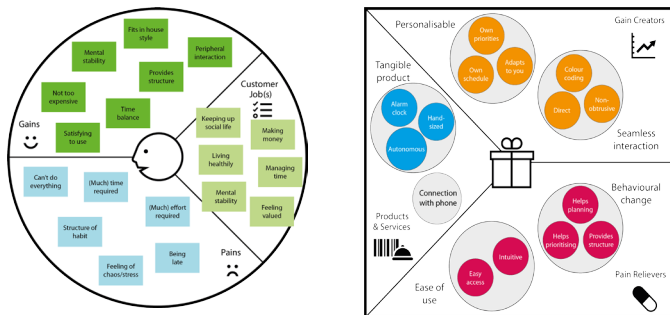 Fits in house
style
Mental
stability
Peripheral
interaction
Provides
structure
Not too
expensive
Time
balance
Gains
Satisfying
to use
Customer
Job(s)
Keeping up
social life
Making
money
Living
healthily
Managing
time
Mental
stability
Feeling
valued
Can't do
everything
(Much) time
required
(Much) effort
required
Structure of
habit
Being
late
Feeling of
chaos/stress
Pains
Personalisable
Own
priorities
Own
schedule
Adapts
to you
Gain Creators
Colour
coding
Direct
Non-
obtrusive
Seamless
interaction
Tangible
product
Alarm
clock
Hand-
sized
Autonomous
Connection
with phone
Products
& Services
Behavioural
change
Helps
planning
Helps
prioritising
Provides
structure
Intuitive
Easy
access
Ease of
use
Pain Relievers